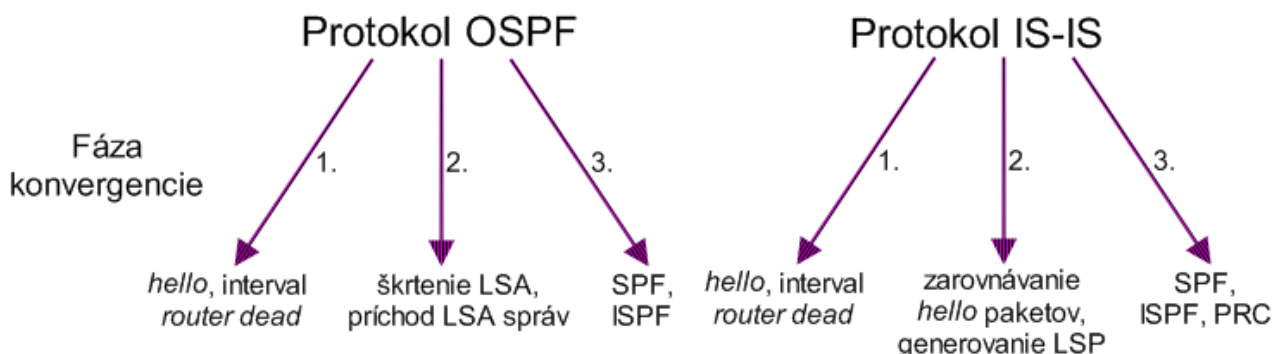 Protokol OSPF
Protokol IS-IS
Fáza
konvergencie
1.
2.
3.
1.
2.
3.
hello, interval
router dead
škrtenie LSA,
príchod LSA správ
SPF,
ISPF
hello, interval
router dead
zarovnávanie
hello paketov,
generovanie LSP
SPF,
ISPF, PRC